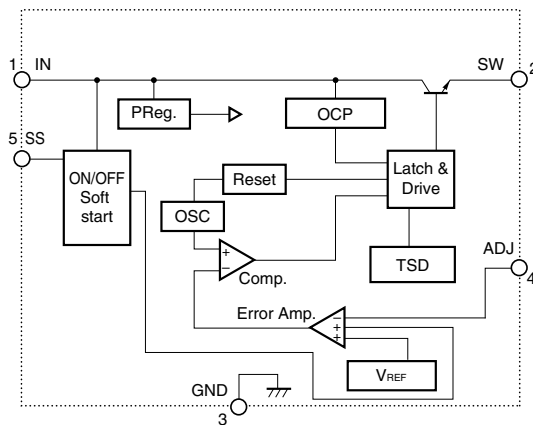 1 IN
SW 2
PReg.
OCP
5 SS
ON/OFF
Soft
start
Latch &
Drive
Reset
OSC
+
−
Comp.
TSD
ADJ
4
Error Amp.
−
+
+
VREF
GND
3